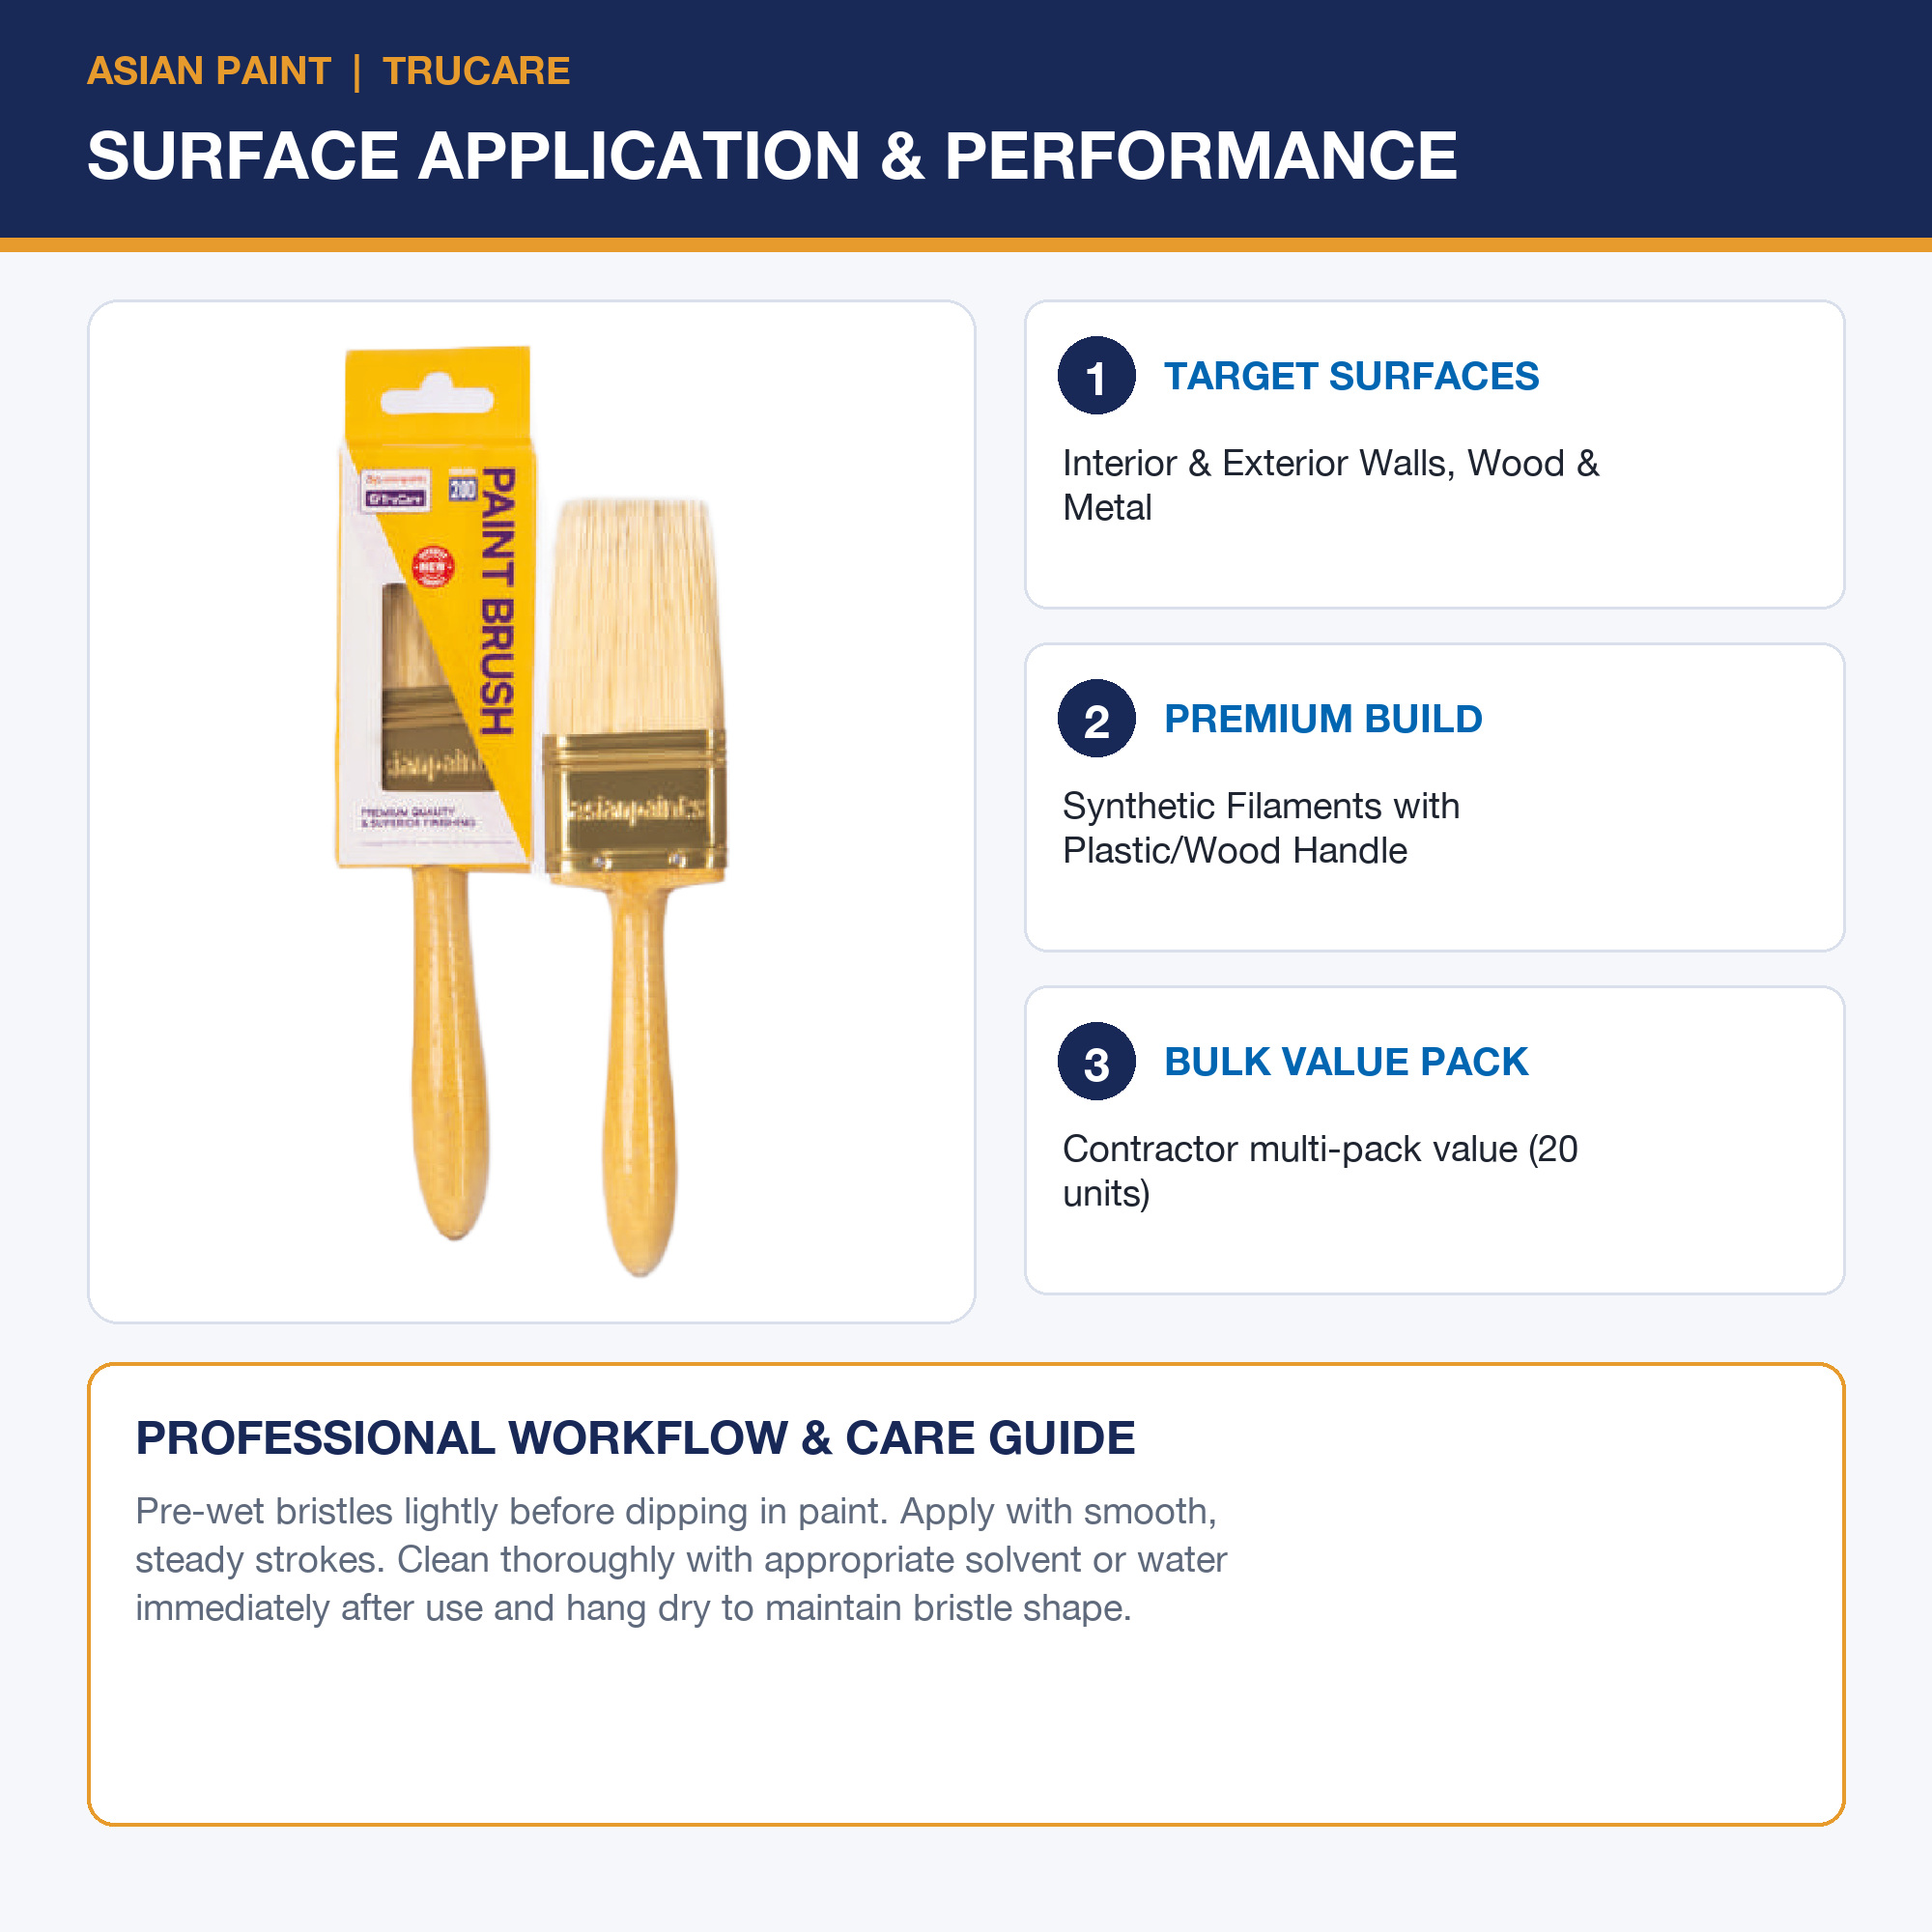 ASIAN PAINT | TRUCARE
SURFACE APPLICATION & PERFORMANCE
TruCare
200
NEW
PAINT BRUSH
asianpaints
PREMIUM QUALITY
& SUPERIOR FINISHING
1 TARGET SURFACES
Interior & Exterior Walls, Wood &
Metal
2 PREMIUM BUILD
Synthetic Filaments with
Plastic/Wood Handle
3 BULK VALUE PACK
Contractor multi-pack value (20
units)
PROFESSIONAL WORKFLOW & CARE GUIDE
Pre-wet bristles lightly before dipping in paint. Apply with smooth,
steady strokes. Clean thoroughly with appropriate solvent or water
immediately after use and hang dry to maintain bristle shape.